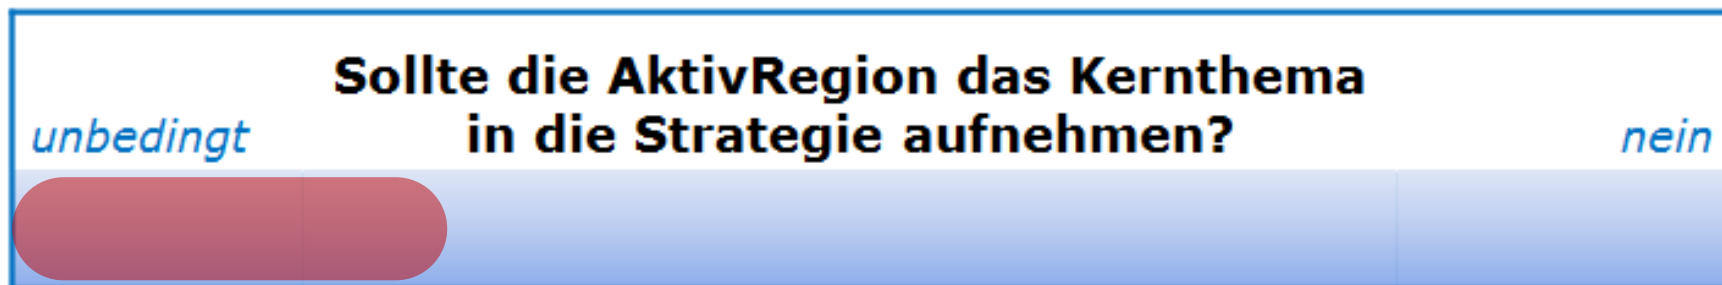 Sollte die AktivRegion das Kernthema
unbedingt in die Strategie aufnehmen? nein